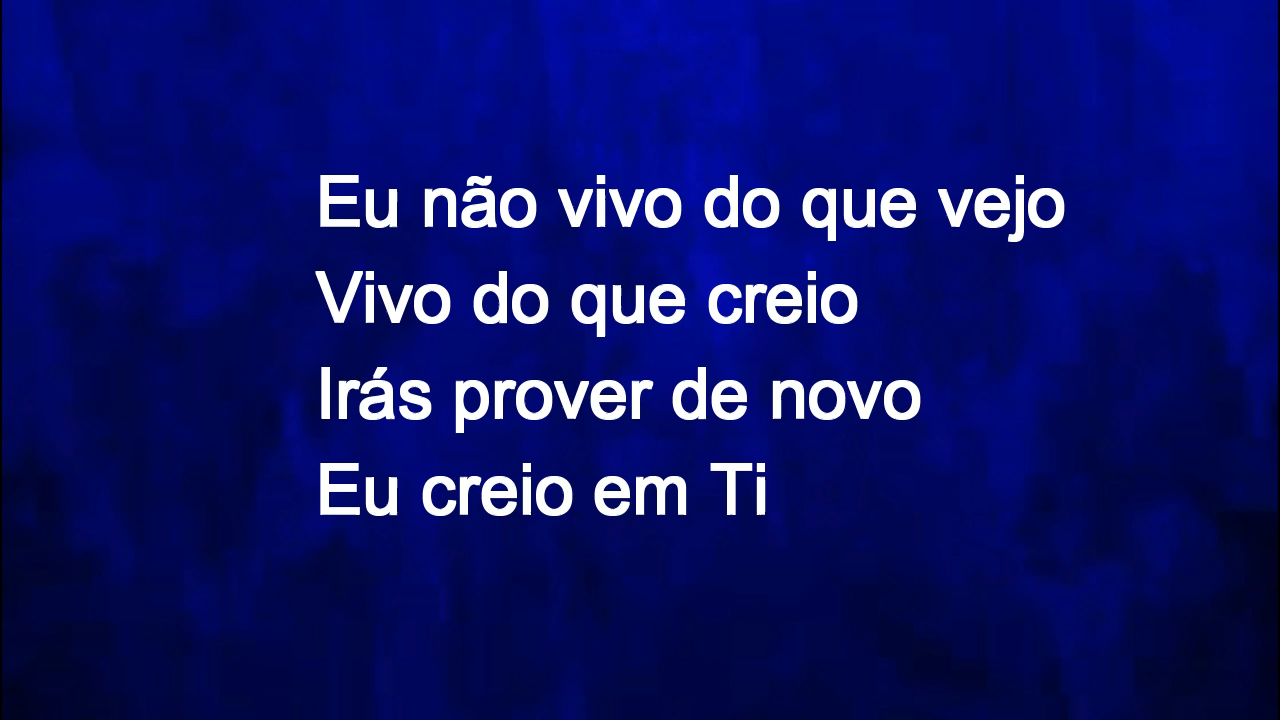 Eu não vivo do que vejo
Vivo do que creio
Irás prover de novo
Eu creio em Ti